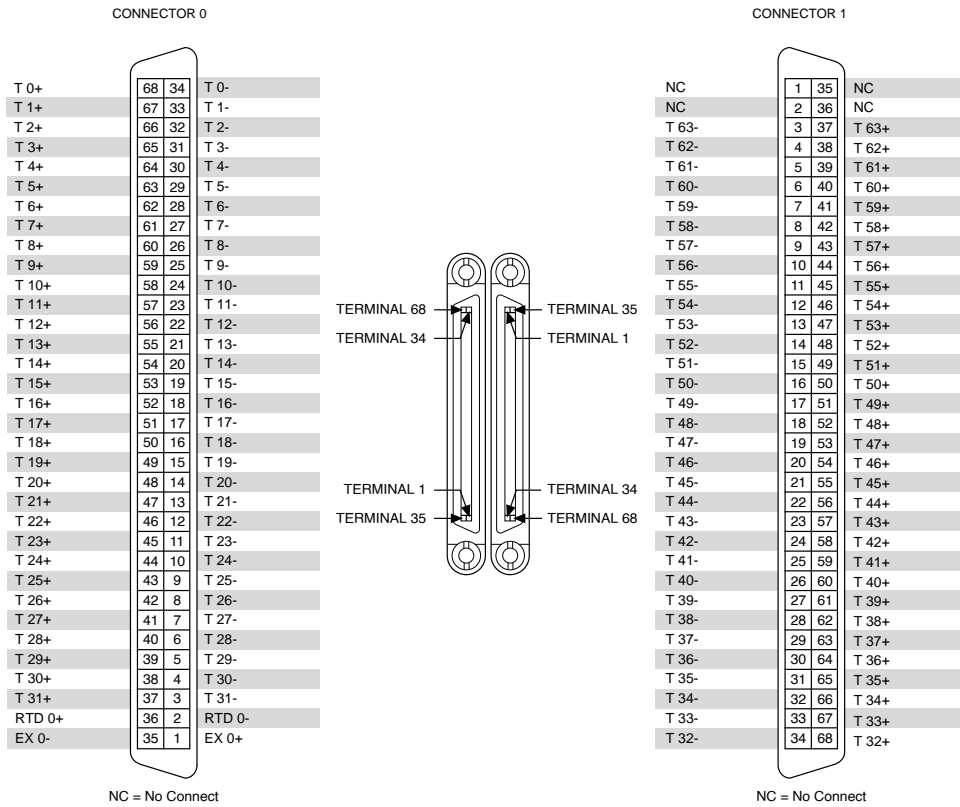 CONNECTOR 0
T 0+ 68 34 T 0-
T 1+ 67 33 T 1-
T 2+ 66 32 T 2-
T 3+ 65 31 T 3-
T 4+ 64 30 T 4-
T 5+ 63 29 T 5-
T 6+ 62 28 T 6-
T 7+ 61 27 T 7-
T 8+ 60 26 T 8-
T 9+ 59 25 T 9-
T 10+ 58 24 T 10-
T 11+ 57 23 T 11-
T 12+ 56 22 T 12-
T 13+ 55 21 T 13-
T 14+ 54 20 T 14-
T 15+ 53 19 T 15-
T 16+ 52 18 T 16-
T 17+ 51 17 T 17-
T 18+ 50 16 T 18-
T 19+ 49 15 T 19-
T 20+ 48 14 T 20-
T 21+ 47 13 T 21-
T 22+ 46 12 T 22-
T 23+ 45 11 T 23-
T 24+ 44 10 T 24-
T 25+ 43 9 T 25-
T 26+ 42 8 T 26-
T 27+ 41 7 T 27-
T 28+ 40 6 T 28-
T 29+ 39 5 T 29-
T 30+ 38 4 T 30-
T 31+ 37 3 T 31-
RTD 0+ 36 2 RTD 0-
EX 0- 35 1 EX 0+
NC = No Connect
TERMINAL 68
TERMINAL 34
TERMINAL 35
TERMINAL 1
TERMINAL 1
TERMINAL 35
TERMINAL 34
TERMINAL 68
CONNECTOR 1
NC 1 35 NC
NC 2 36 NC
T 63- 3 37 T 63+
T 62- 4 38 T 62+
T 61- 5 39 T 61+
T 60- 6 40 T 60+
T 59- 7 41 T 59+
T 58- 8 42 T 58+
T 57- 9 43 T 57+
T 56- 10 44 T 56+
T 55- 11 45 T 55+
T 54- 12 46 T 54+
T 53- 13 47 T 53+
T 52- 14 48 T 52+
T 51- 15 49 T 51+
T 50- 16 50 T 50+
T 49- 17 51 T 49+
T 48- 18 52 T 48+
T 47- 19 53 T 47+
T 46- 20 54 T 46+
T 45- 21 55 T 45+
T 44- 22 56 T 44+
T 43- 23 57 T 43+
T 42- 24 58 T 42+
T 41- 25 59 T 41+
T 40- 26 60 T 40+
T 39- 27 61 T 39+
T 38- 28 62 T 38+
T 37- 29 63 T 37+
T 36- 30 64 T 36+
T 35- 31 65 T 35+
T 34- 32 66 T 34+
T 33- 33 67 T 33+
T 32- 34 68 T 32+
NC = No Connect